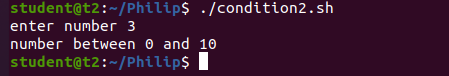 student@t2:~/Philip$ ./condition2.sh
enter number 3
number between 0 and 10
student@t2:~/Philip$